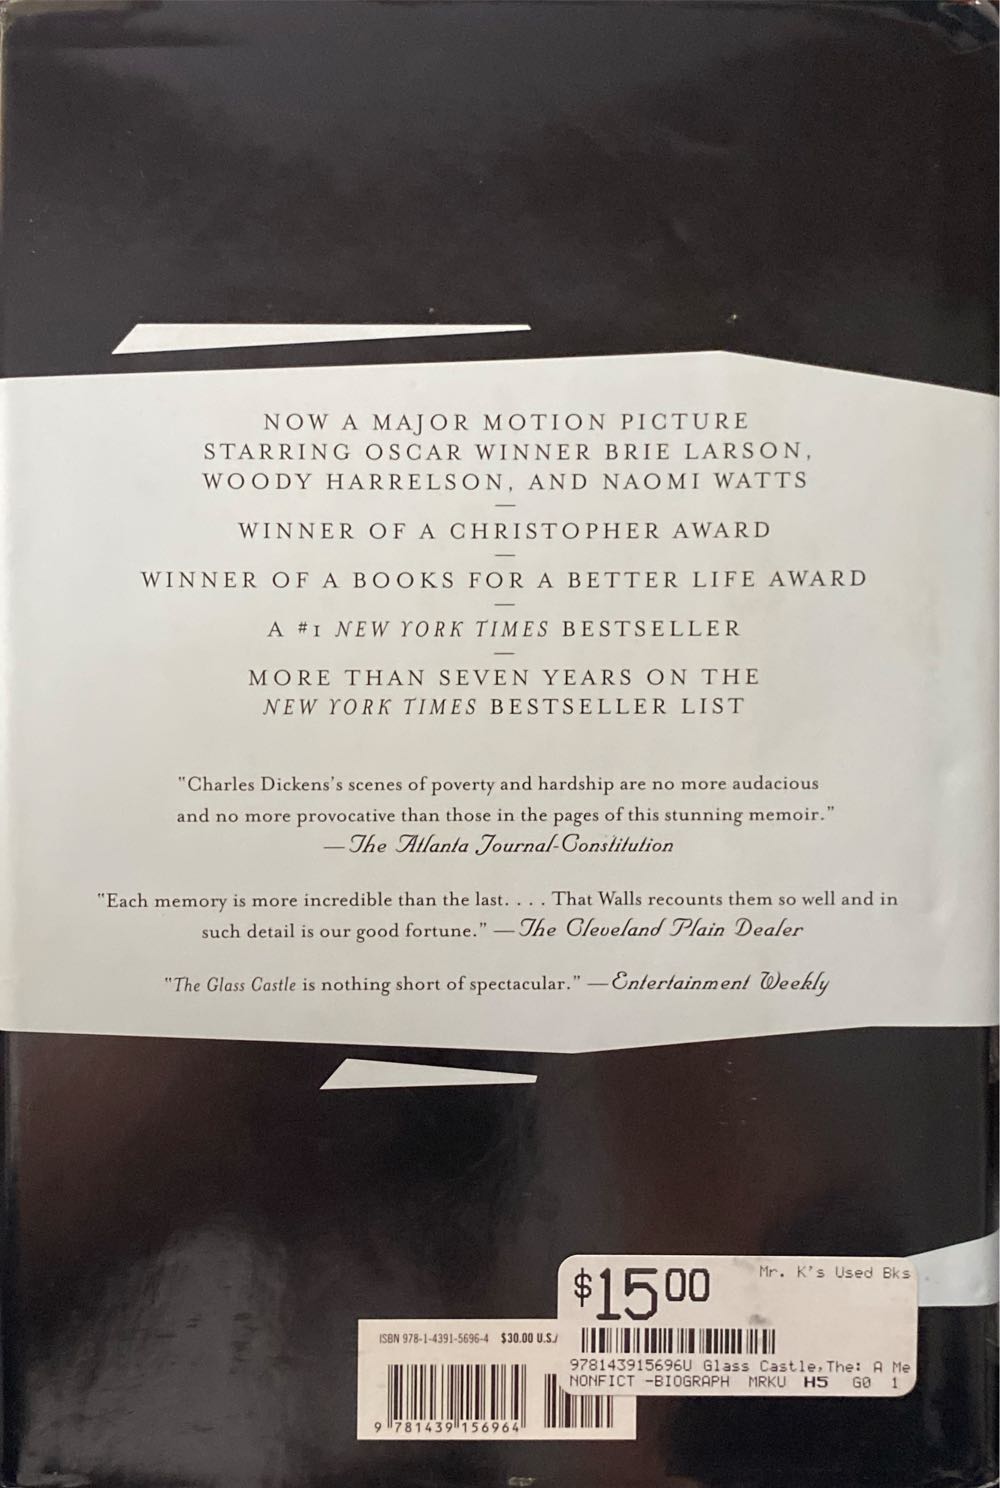 NOW A MAJOR MOTION PICTURE
STARRING OSCAR WINNER BRIE LARSON,
WOODY HARRELSON, AND NAOMI WATTS
—
WINNER OF A CHRISTOPHER AWARD
—
WINNER OF A BOOKS FOR A BETTER LIFE AWARD
—
A #1 NEW YORK TIMES BESTSELLER
—
MORE THAN SEVEN YEARS ON THE
NEW YORK TIMES BESTSELLER LIST
"Charles Dickens's scenes of poverty and hardship are no more audacious
and no more provocative than those in the pages of this stunning memoir."
—The Atlanta Journal-Constitution
"Each memory is more incredible than the last. . . . That Walls recounts them so well and in
such detail is our good fortune." —The Cleveland Plain Dealer
"The Glass Castle is nothing short of spectacular." —Entertainment Weekly
$15.00 Mr. K's Used Bks
978143915696U Glass Castle,The: A Me
NONFICT -BIOGRAPH MRKU H5 G0 1
ISBN 978-1-4391-5696-4 $30.00 U.S./
9 781439 156964